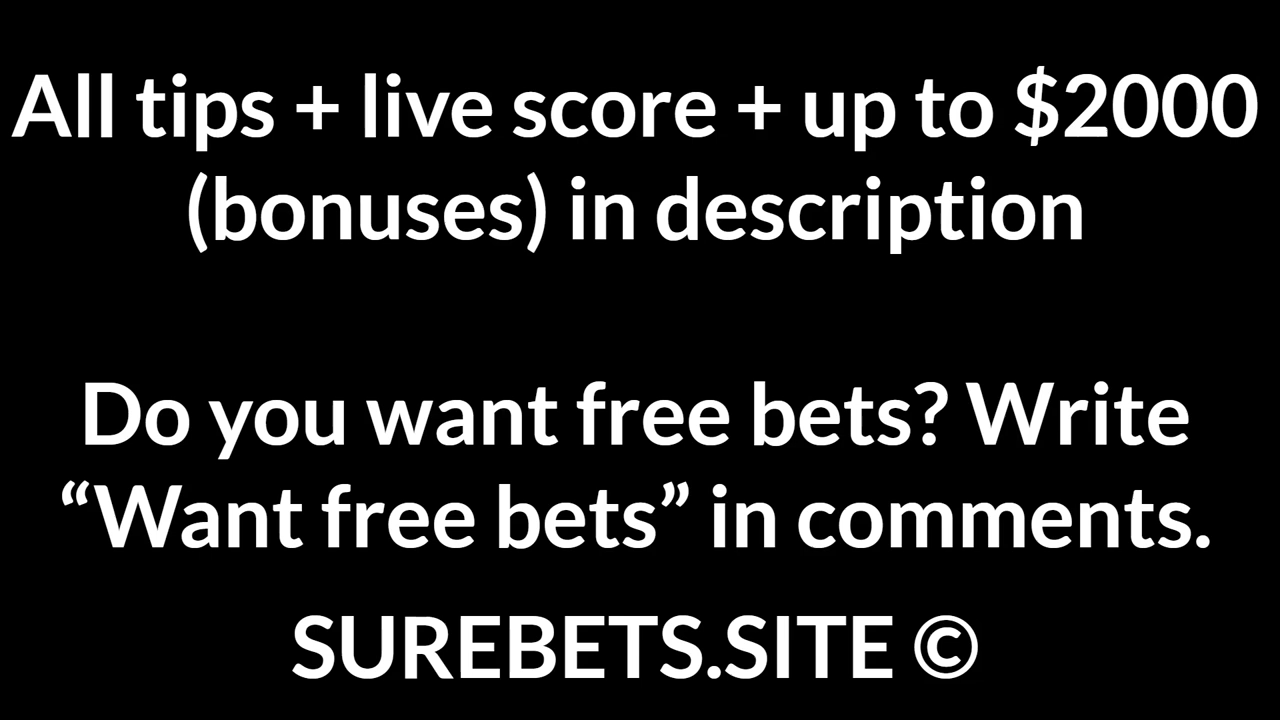 All tips + live score + up to $2000
(bonuses) in description
Do you want free bets? Write
“Want free bets” in comments.
SUREBETS.SITE ©